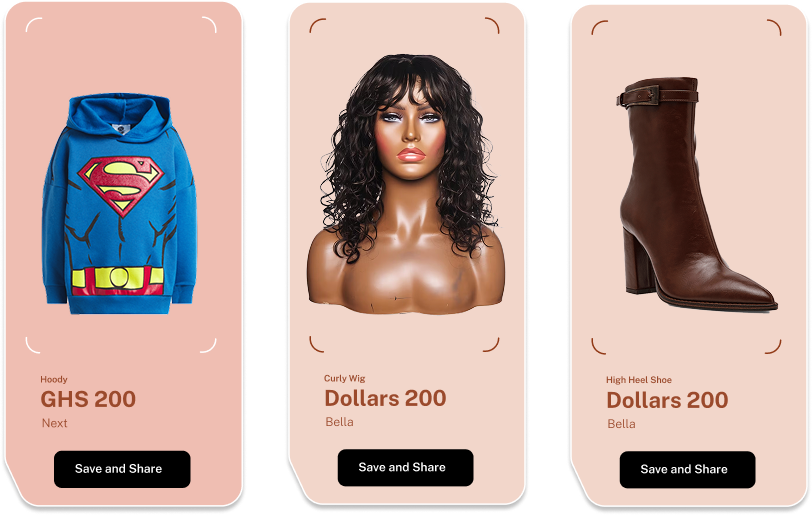 Hoody
GHS 200
Next
Save and Share
Curly Wig
Dollars 200
Bella
Save and Share
High Heel Shoe
Dollars 200
Bella
Save and Share